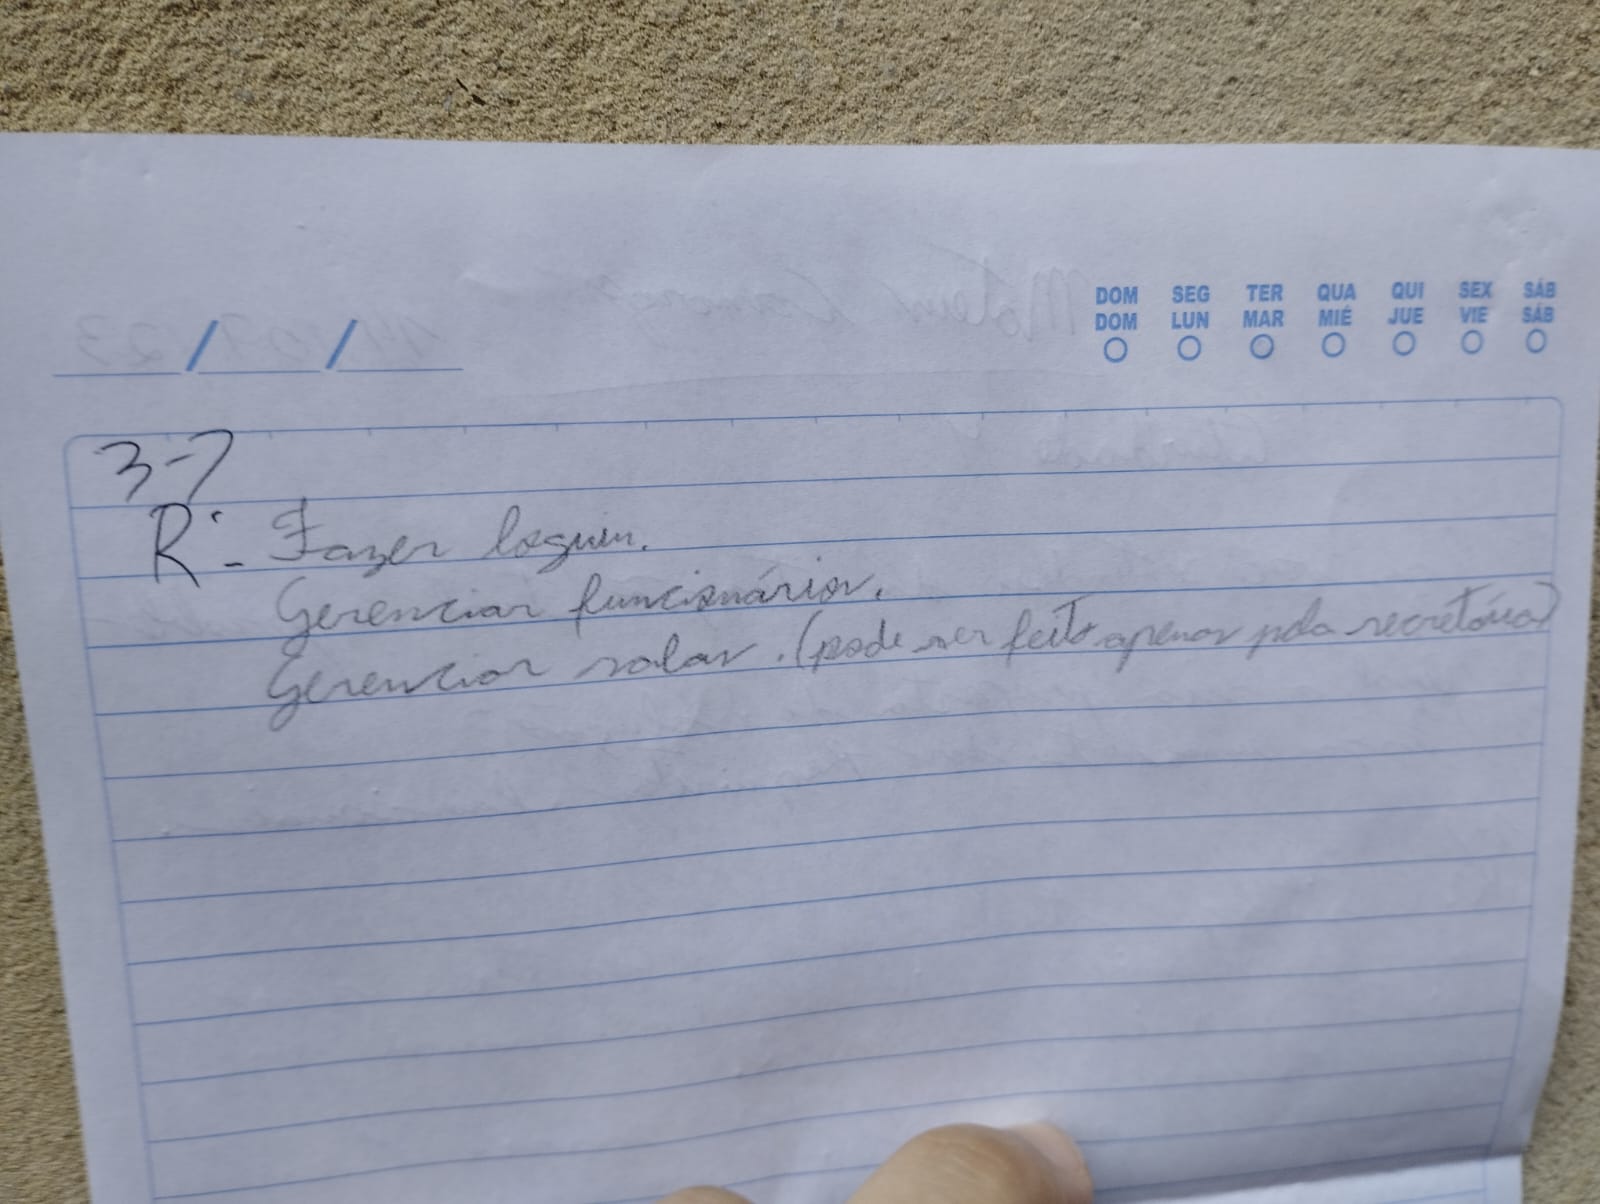 DOM SEG TER QUA QUI SEX SÁB
DOM LUN MAR MIÉ JUE VIE SÁB
/ /
3-7
R: Fazer loguin.
Gerenciar funcionários.
Gerenciar salas. (pode ser feito apenas pela secretária)